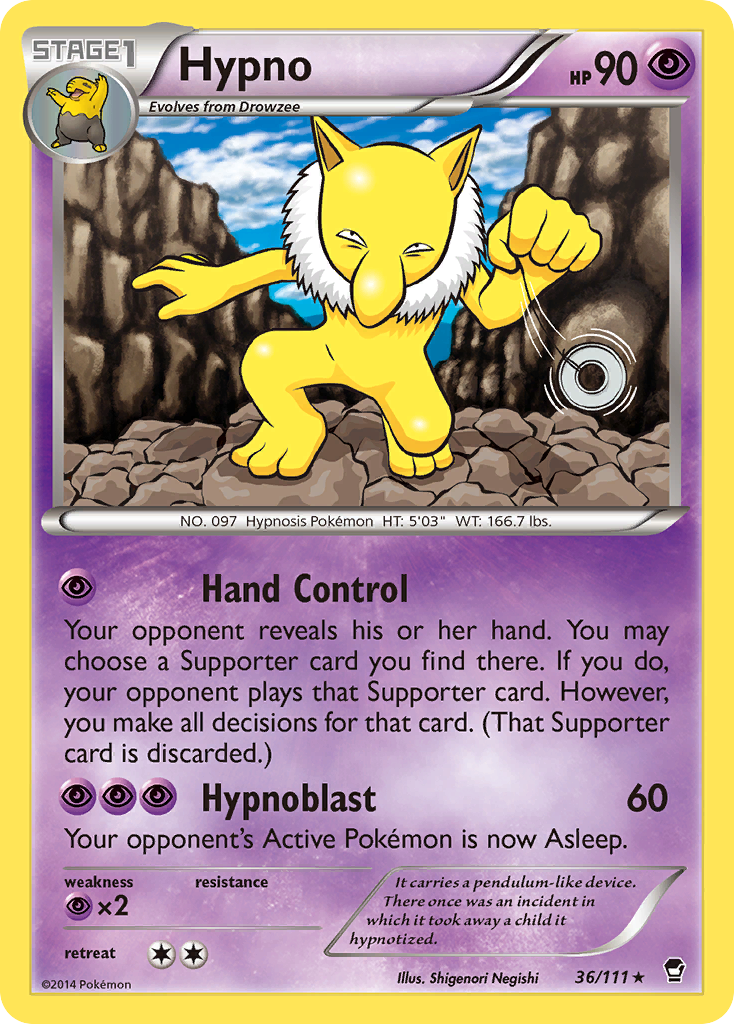 STAGE1
Hypno
HP 90
Evolves from Drowzee
NO. 097 Hypnosis Pokémon HT: 5'03" WT: 166.7 lbs.
Hand Control
Your opponent reveals his or her hand. You may
choose a Supporter card you find there. If you do,
your opponent plays that Supporter card. However,
you make all decisions for that card. (That Supporter
card is discarded.)
Hypnoblast 60
Your opponent's Active Pokémon is now Asleep.
weakness resistance
×2
It carries a pendulum-like device.
There once was an incident in
which it took away a child it
hypnotized.
retreat
©2014 Pokémon
Illus. Shigenori Negishi
36/111 ★